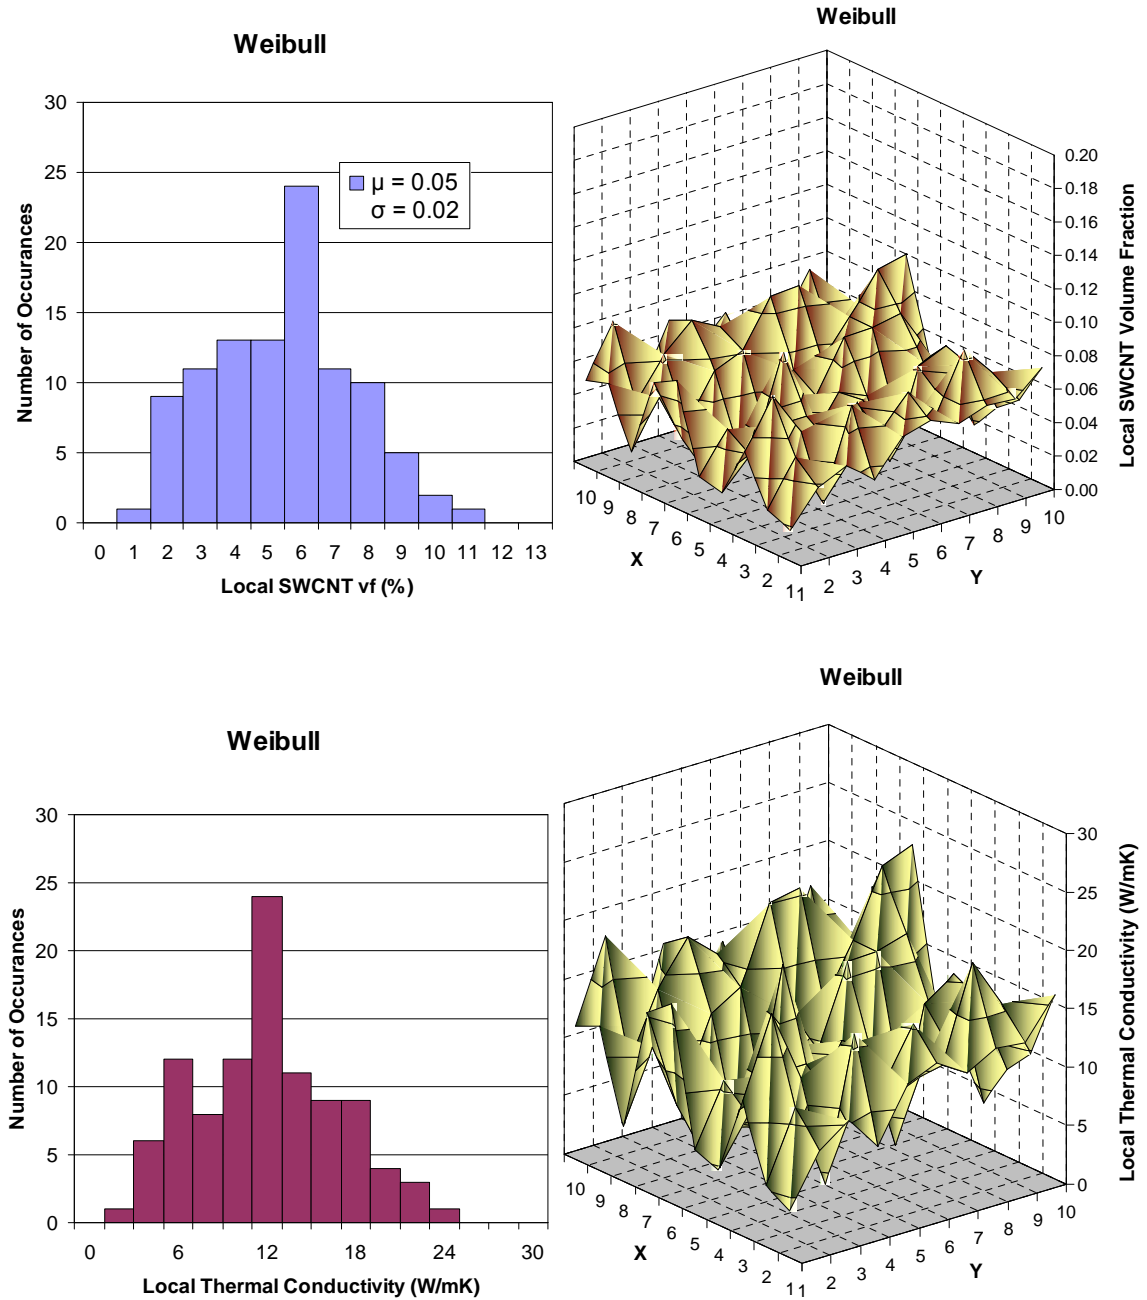 Weibull
30
25
20
15
10
5
0
0 1 2 3 4 5 6 7 8 9 10 11 12 13
Number of Occurances
Local SWCNT vf (%)
μ = 0.05
σ = 0.02
Weibull
0.20
0.18
0.16
0.14
0.12
0.10
0.08
0.06
0.04
0.02
0.00
Local SWCNT Volume Fraction
10 9 8 7 6 5 4 3 2 1
X
1 2 3 4 5 6 7 8 9 10
Y
Weibull
30
25
20
15
10
5
0
0 6 12 18 24 30
Number of Occurances
Local Thermal Conductivity (W/mK)
Weibull
30
25
20
15
10
5
0
Local Thermal Conductivity (W/mK)
10 9 8 7 6 5 4 3 2 1
X
1 2 3 4 5 6 7 8 9 10
Y